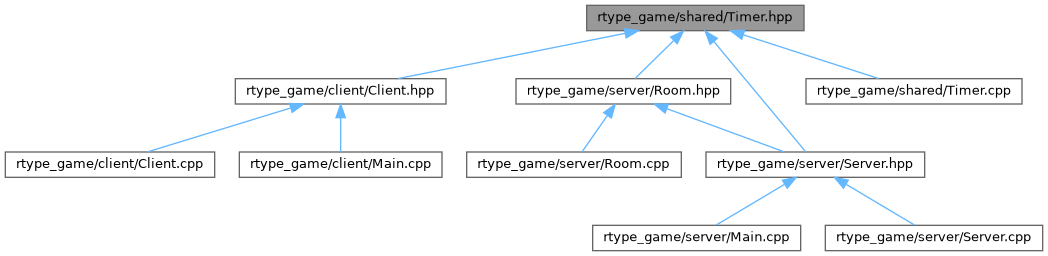 rtype_game/shared/Timer.hpp
rtype_game/client/Client.hpp
rtype_game/server/Room.hpp
rtype_game/shared/Timer.cpp
rtype_game/client/Client.cpp
rtype_game/client/Main.cpp
rtype_game/server/Room.cpp
rtype_game/server/Server.hpp
rtype_game/server/Main.cpp
rtype_game/server/Server.cpp